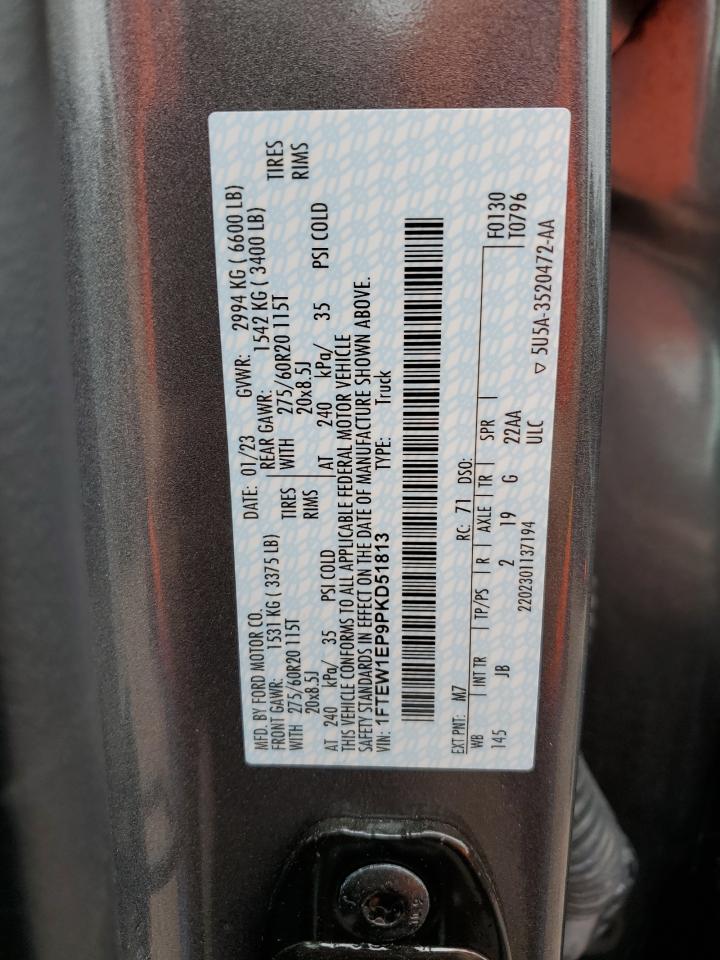 MFD. BY FORD MOTOR CO.
DATE: 01/23 GVWR: 2994 KG ( 6600 LB)
FRONT GAWR: 1531 KG ( 3375 LB)
REAR GAWR: 1542 KG ( 3400 LB)
WITH 275/60R20 115T TIRES
WITH 275/60R20 115T TIRES
20x8.5J RIMS
20x8.5J RIMS
AT 240 kPa/ 35 PSI COLD
AT 240 kPa/ 35 PSI COLD
THIS VEHICLE CONFORMS TO ALL APPLICABLE FEDERAL MOTOR VEHICLE
SAFETY STANDARDS IN EFFECT ON THE DATE OF MANUFACTURE SHOWN ABOVE.
VIN: 1FTEW1EP9PKD51813 TYPE: Truck
EXT PNT: M7 RC: 71 DSO: F0130
T0796
WB INT TR TP/PS R AXLE TR SPR
145 JB 2 19 G 22AA
2202301137194 ULC ▽ 5U5A-3520472-AA